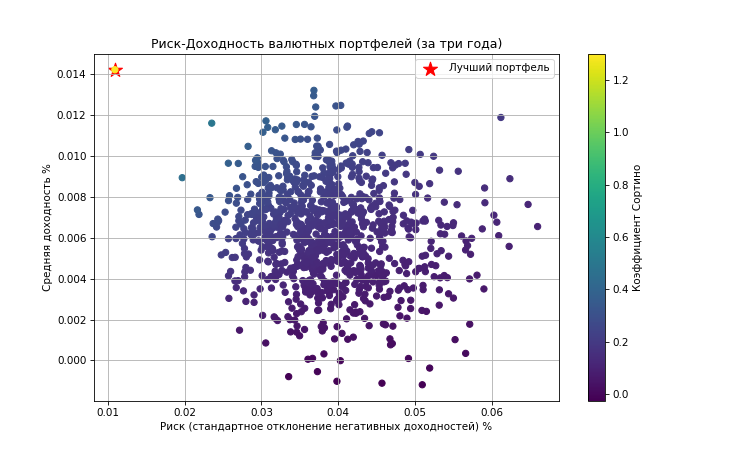 Риск-Доходность валютных портфелей (за три года)
Лучший портфель
Средняя доходность %
0.014
0.012
0.010
0.008
0.006
0.004
0.002
0.000
0.01 0.02 0.03 0.04 0.05 0.06
Риск (стандартное отклонение негативных доходностей) %
1.2
1.0
0.8
0.6
0.4
0.2
0.0
Коэффициент Сортино